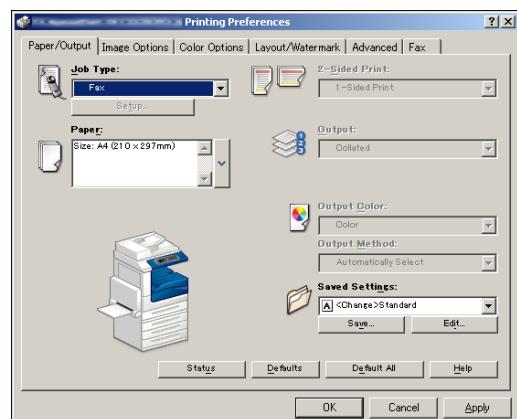 Printing Preferences
Paper/Output
Image Options
Color Options
Layout/Watermark
Advanced
Fax
Job Type:
Fax
Setup...
2-Sided Print:
1-Sided Print
Paper:
Size: A4 (210 × 297mm)
Output:
Collated
Output Color:
Color
Output Method:
Automatically Select
Saved Settings:
A <Change>Standard
Save...
Edit...
Status
Defaults
Default All
Help
OK
Cancel
Apply